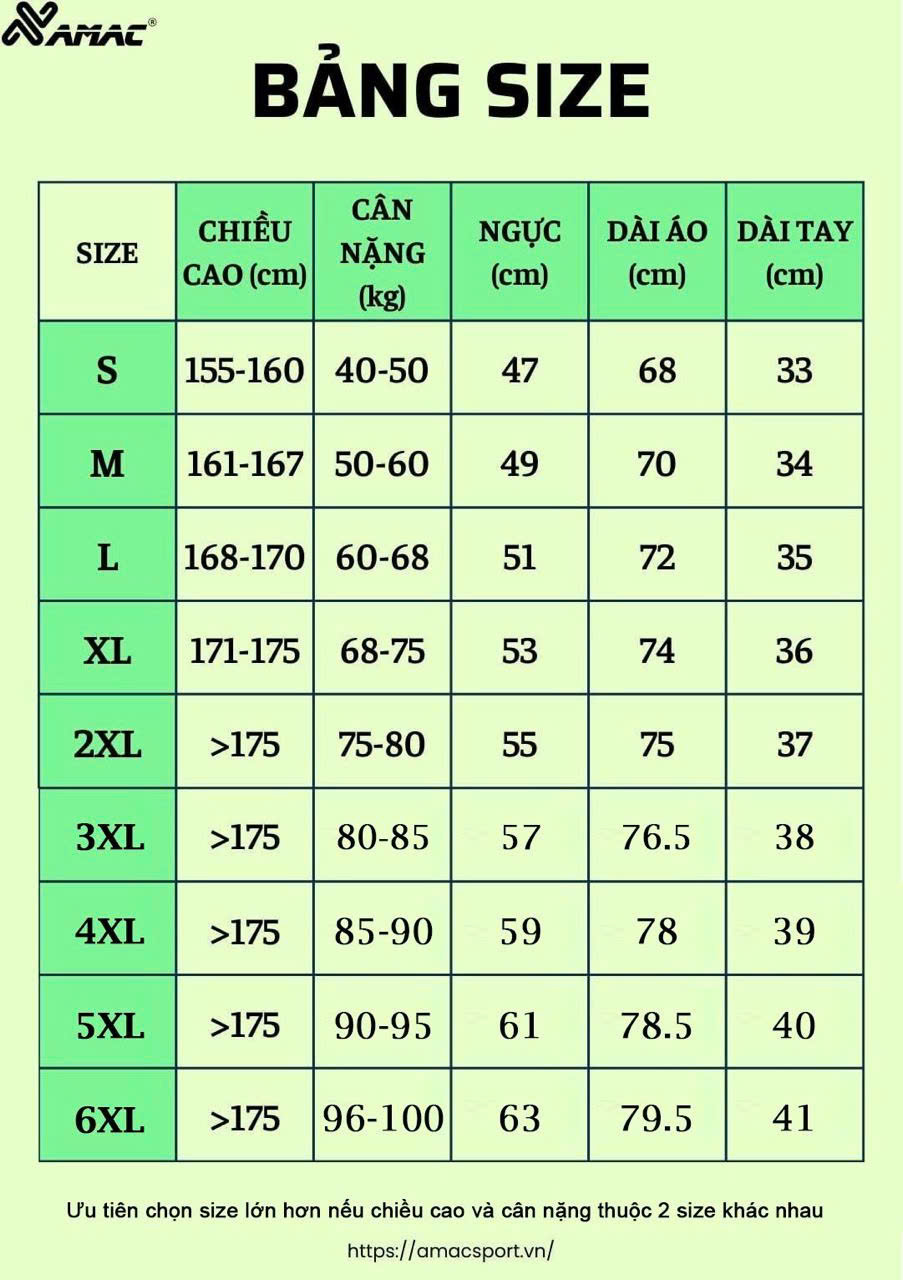 AMAC®
BẢNG SIZE
SIZE
CHIỀU
CAO (cm)
CÂN
NẶNG
(kg)
NGỰC
(cm)
DÀI ÁO
(cm)
DÀI TAY
(cm)
S 155-160 40-50 47 68 33
M 161-167 50-60 49 70 34
L 168-170 60-68 51 72 35
XL 171-175 68-75 53 74 36
2XL >175 75-80 55 75 37
3XL >175 80-85 57 76.5 38
4XL >175 85-90 59 78 39
5XL >175 90-95 61 78.5 40
6XL >175 96-100 63 79.5 41
Ưu tiên chọn size lớn hơn nếu chiều cao và cân nặng thuộc 2 size khác nhau
https://amacsport.vn/